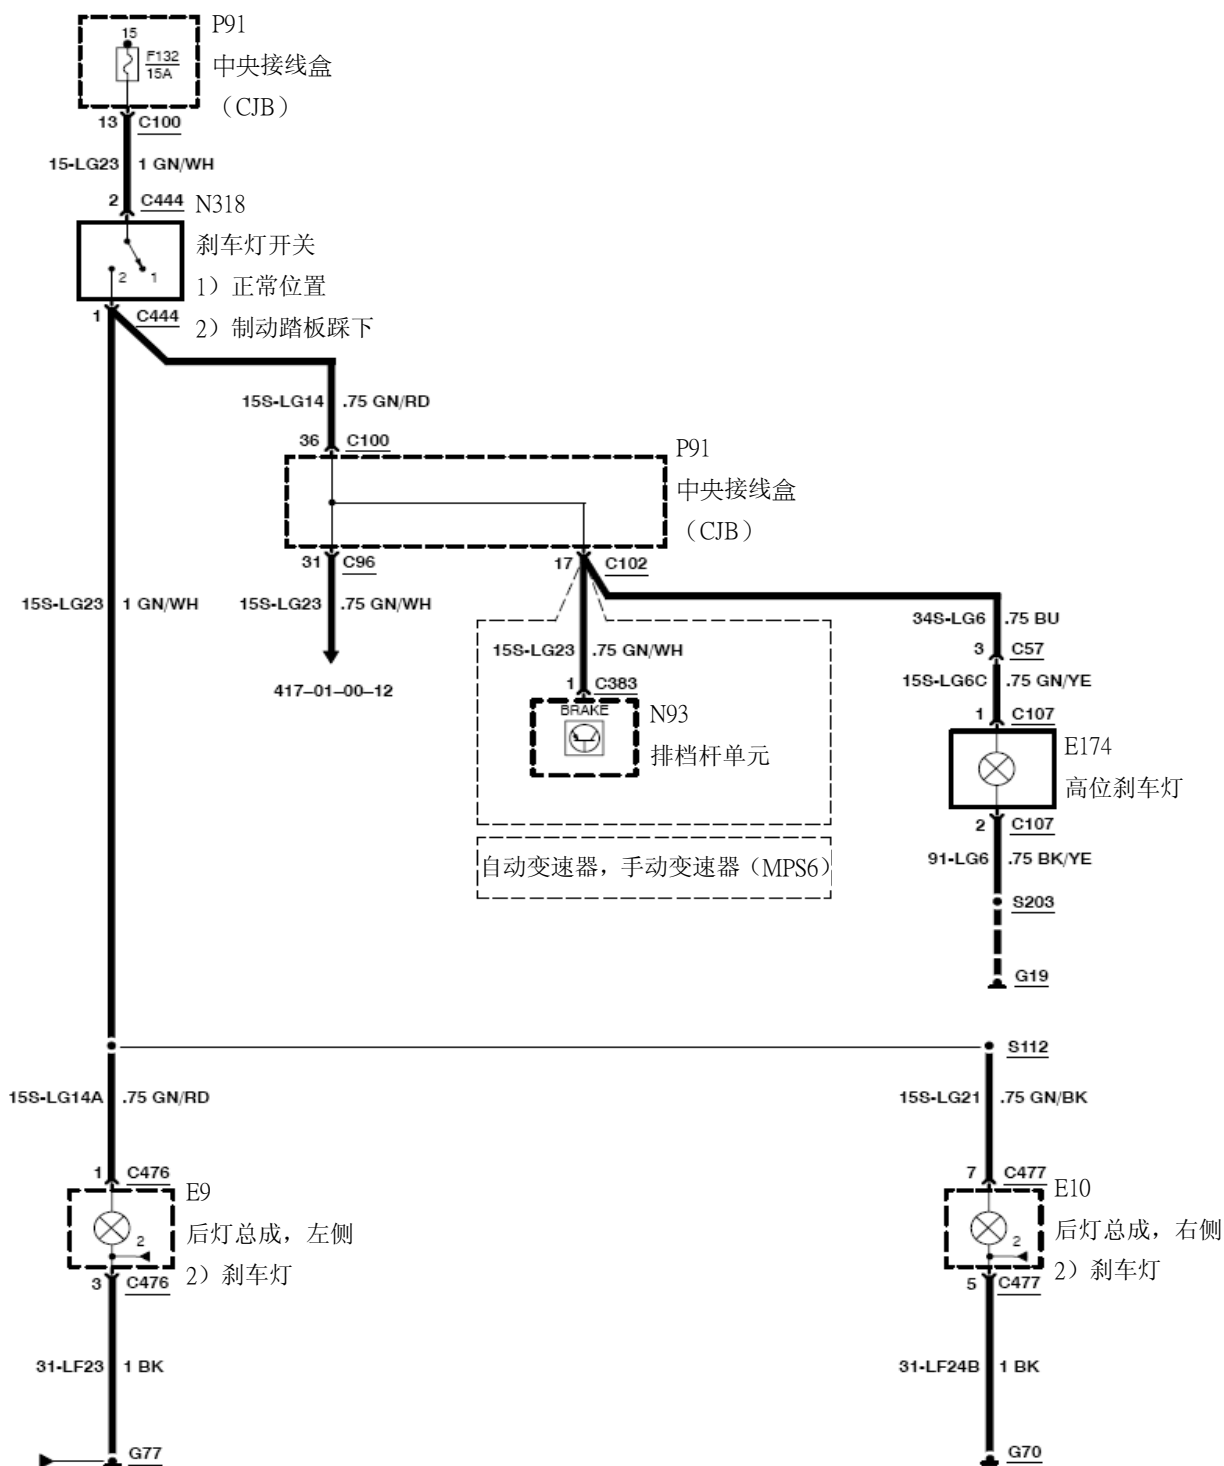 P91
15
F132
15A
中央接线盒
（CJB）
13 C100
15-LG23 1 GN/WH
2 C444 N318
刹车灯开关
2 1
1）正常位置
1 C444
2）制动踏板踩下
15S-LG14 .75 GN/RD
36 C100
P91
中央接线盒
（CJB）
31 C96
17 C102
15S-LG23 1 GN/WH
15S-LG23 .75 GN/WH
34S-LG6 .75 BU
3 C57
15S-LG23 .75 GN/WH
417–01–00–12
15S-LG6C .75 GN/YE
1 C383
BRAKE
N93
排档杆单元
1 C107
E174
高位刹车灯
2 C107
自动变速器，手动变速器（MPS6）
91-LG6 .75 BK/YE
S203
G19
S112
15S-LG14A .75 GN/RD
15S-LG21 .75 GN/BK
1 C476
E9
后灯总成，左侧
2
2）刹车灯
3 C476
7 C477
E10
后灯总成，右侧
2
2）刹车灯
5 C477
31-LF23 1 BK
31-LF24B 1 BK
G77
G70